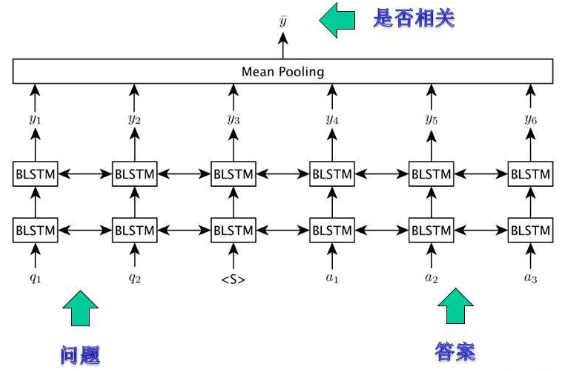 ȳ 是否相关
Mean Pooling
y1 y2 y3 y4 y5 y6
BLSTM BLSTM BLSTM BLSTM BLSTM BLSTM
BLSTM BLSTM BLSTM BLSTM BLSTM BLSTM
q1 q2 <S> a1 a2 a3
问题 答案